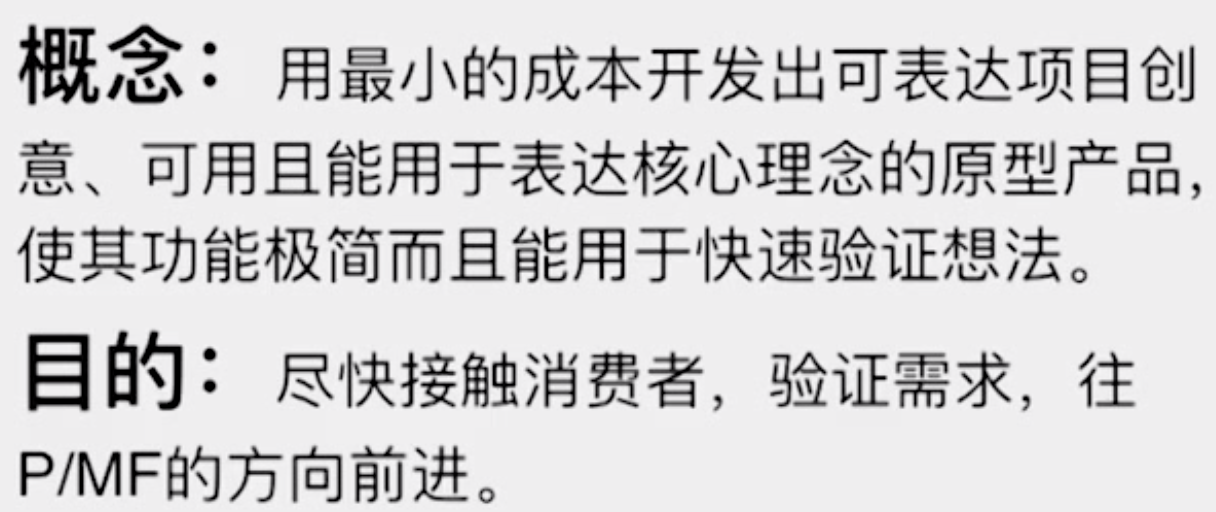 概念：用最小的成本开发出可表达项目创
意、可用且能用于表达核心理念的原型产品，
使其功能极简而且能用于快速验证想法。
目的：尽快接触消费者，验证需求，往
P/MF的方向前进。